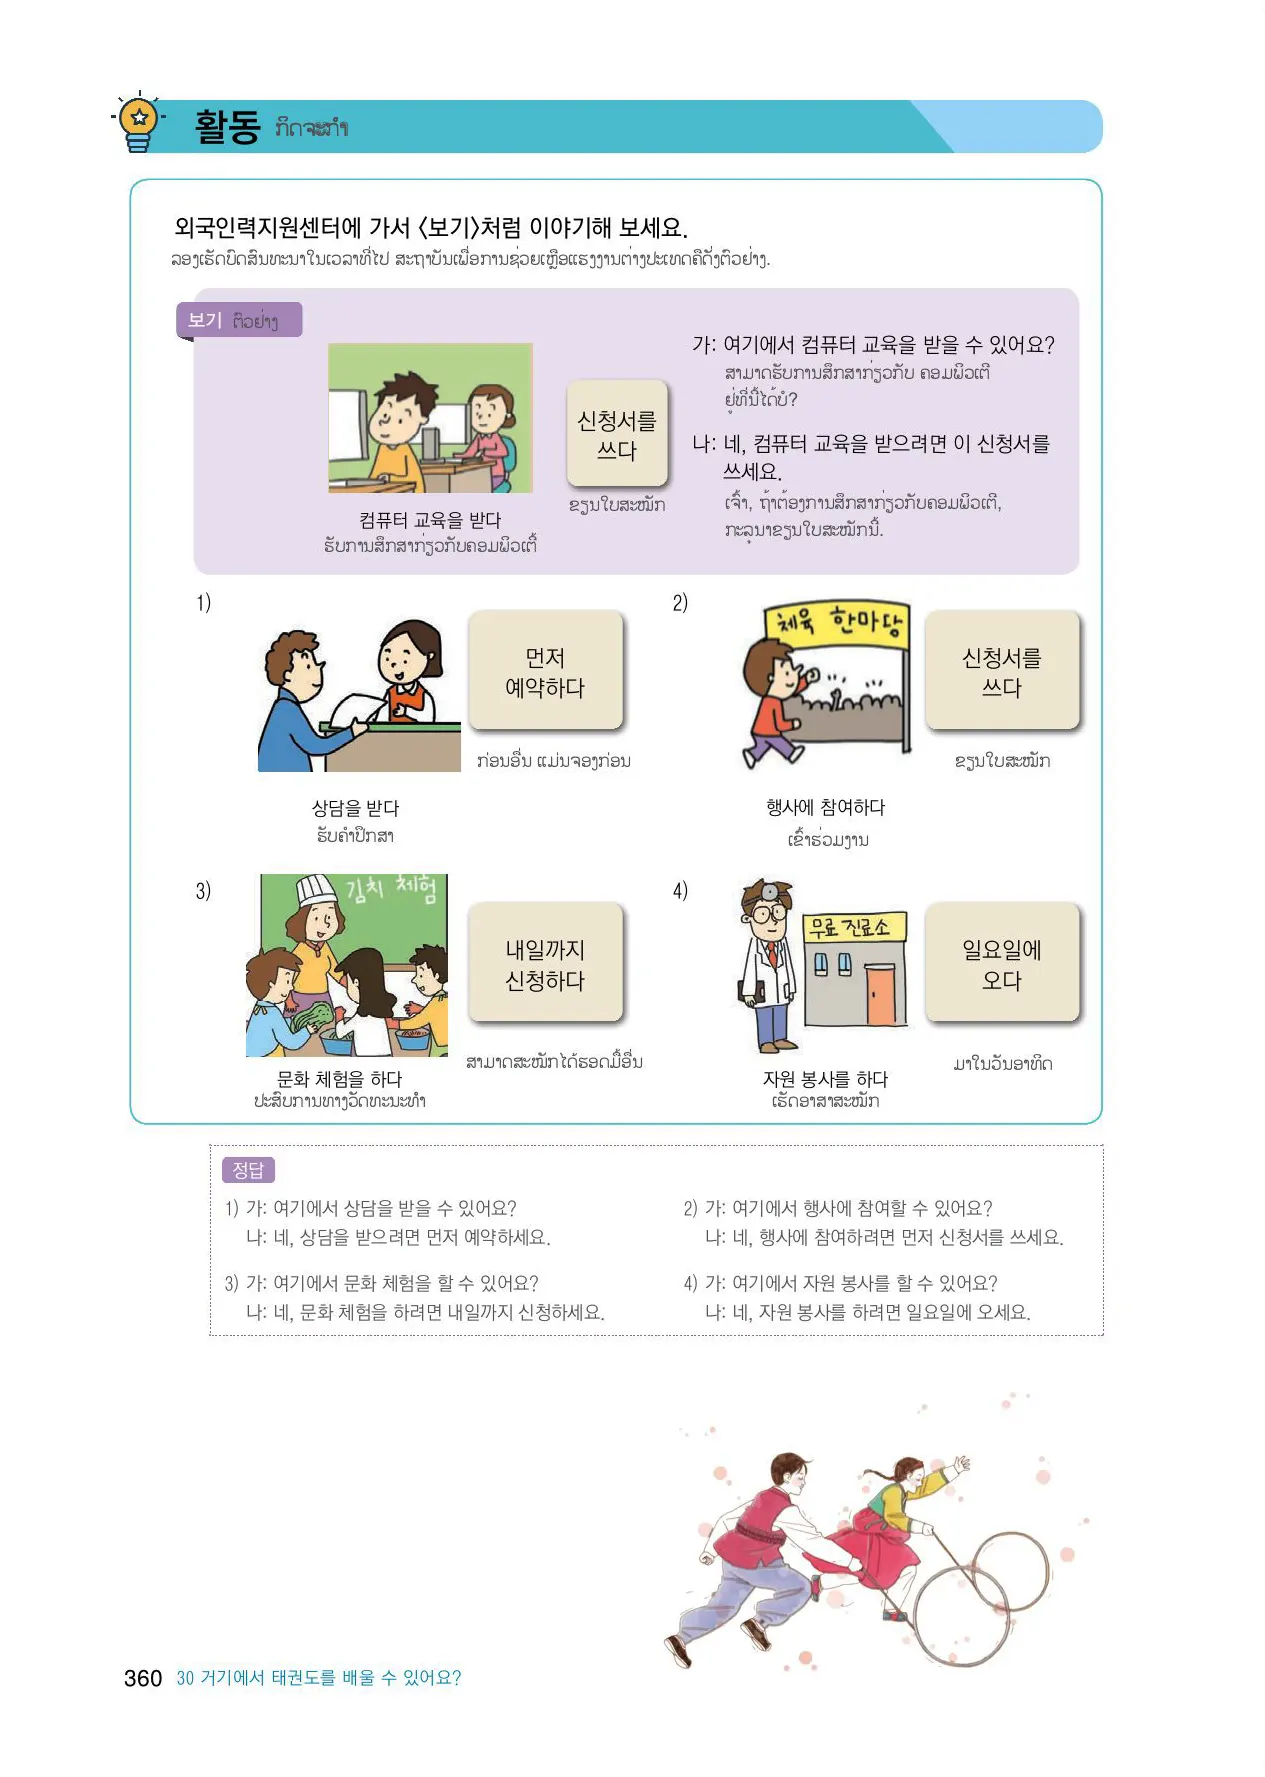 활동 ກິດຈະກຳ
외국인력지원센터에 가서 〈보기〉처럼 이야기해 보세요.
ລອງເຮັດບົດສົນທະນາໃນເວລາທີ່ໄປ ສະຖາບັນເພື່ອການຊ່ວຍເຫຼືອແຮງງານຕ່າງປະເທດຄືດັ່ງຕົວຢ່າງ.
보기 ຕົວຢ່າງ
컴퓨터 교육을 받다
ຮັບການສຶກສາກ່ຽວກັບຄອມພິວເຕີ້
신청서를
쓰다
ຂຽນໃບສະໝັກ
가: 여기에서 컴퓨터 교육을 받을 수 있어요?
ສາມາດຮັບການສຶກສາກ່ຽວກັບ ຄອມພິວເຕີ
ຢູ່ທີ່ນີ້ໄດ້ບໍ?
나: 네, 컴퓨터 교육을 받으려면 이 신청서를
쓰세요.
ເຈົ້າ, ຖ້າຕ້ອງການສຶກສາກ່ຽວກັບຄອມພິວເຕີ,
ກະລຸນາຂຽນໃບສະໝັກນີ້.
1)
먼저
예약하다
ກ່ອນອື່ນ ແມ່ນຈອງກ່ອນ
상담을 받다
ຮັບຄຳປຶກສາ
2)
체육 한마당
신청서를
쓰다
ຂຽນໃບສະໝັກ
행사에 참여하다
ເຂົ້າຮ່ວມງານ
3)
김치 체험
내일까지
신청하다
ສາມາດສະໝັກໄດ້ຮອດມື້ອື່ນ
문화 체험을 하다
ປະສົບການທາງວັດທະນະທຳ
4)
무료 진료소
일요일에
오다
ມາໃນວັນອາທິດ
자원 봉사를 하다
ເຮັດອາສາສະໝັກ
정답
1) 가: 여기에서 상담을 받을 수 있어요?
나: 네, 상담을 받으려면 먼저 예약하세요.
2) 가: 여기에서 행사에 참여할 수 있어요?
나: 네, 행사에 참여하려면 먼저 신청서를 쓰세요.
3) 가: 여기에서 문화 체험을 할 수 있어요?
나: 네, 문화 체험을 하려면 내일까지 신청하세요.
4) 가: 여기에서 자원 봉사를 할 수 있어요?
나: 네, 자원 봉사를 하려면 일요일에 오세요.
360 30 거기에서 태권도를 배울 수 있어요?